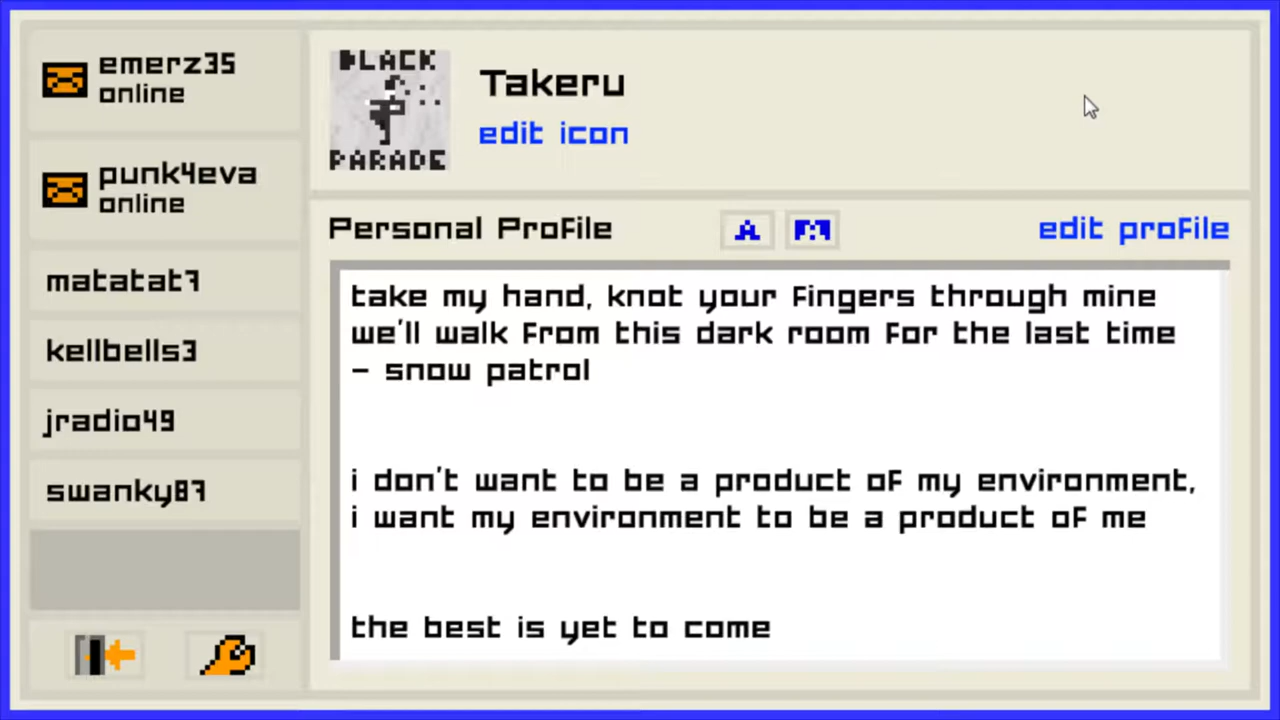 emerz35
online
punk4eva
online
matatat7
kellbells3
jradio49
swanky87
BLACK
PARADE
Takeru
edit icon
Personal Profile
A
edit profile
take my hand, knot your fingers through mine
we'll walk from this dark room for the last time
- snow patrol
i don't want to be a product of my environment,
i want my environment to be a product of me
the best is yet to come